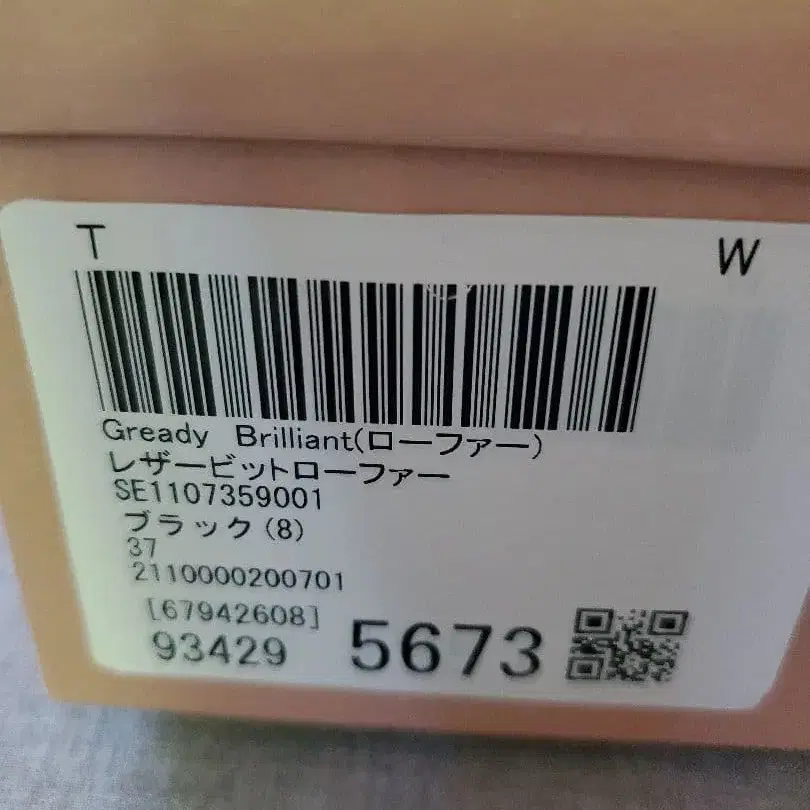 T W
Gready Brilliant(ローファー)
レザービットローファー
SE1107359001
ブラック(8)
37
2110000200701
[67942608]
93429 5673